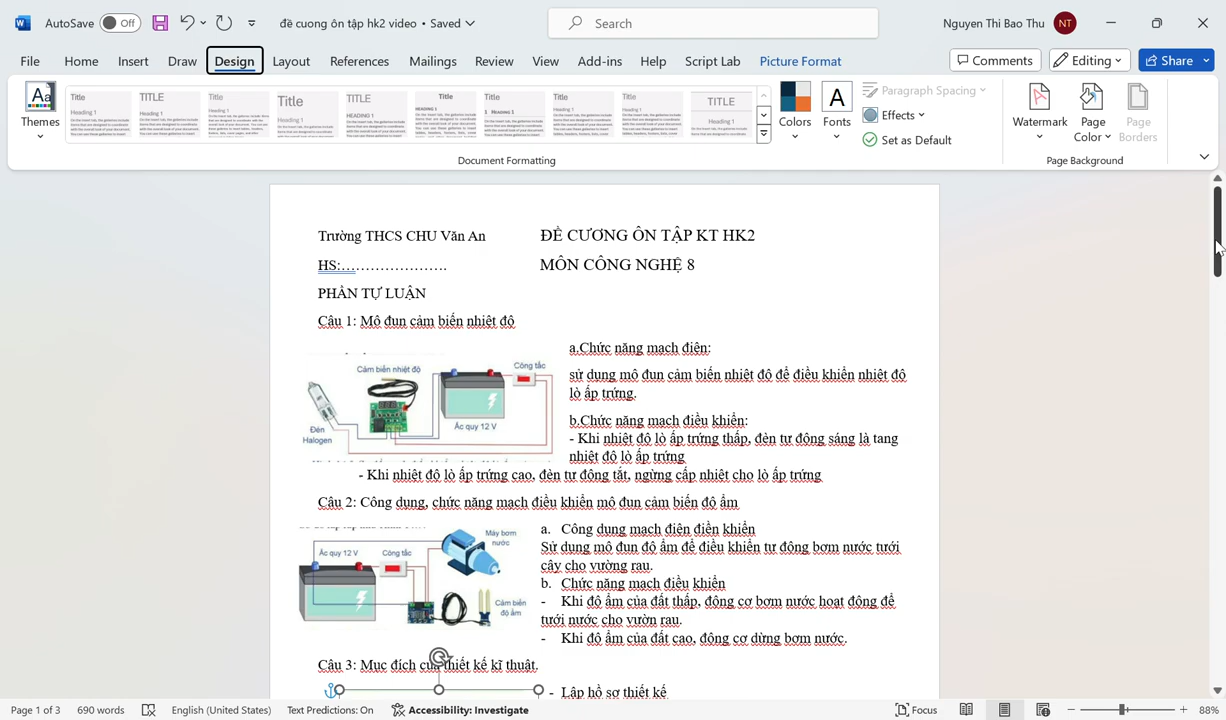 AutoSave Off đề cuong ôn tập hk2 video • Saved Search Nguyen Thi Bao Thu NT
File Home Insert Draw Design Layout References Mailings Review View Add-ins Help Script Lab Picture Format Comments Editing Share
Themes Colors Fonts Paragraph Spacing Effects Set as Default Watermark Page Color Page Borders
Document Formatting Page Background
Trường THCS CHU Văn An ĐỀ CƯƠNG ÔN TẬP KT HK2
HS:…………………. MÔN CÔNG NGHỆ 8
PHẦN TỰ LUẬN
Câu 1: Mô đun cảm biến nhiệt độ
a.Chức năng mạch điện:
sử dụng mô đun cảm biến nhiệt độ để điều khiển nhiệt độ
lò ấp trứng.
b.Chức năng mạch điều khiển:
- Khi nhiệt độ lò ấp trứng thấp, đèn tự động sáng là tang
nhiệt độ lò ấp trứng
Cảm biến nhiệt độ
Công tắc
Đèn
Halogen
Ắc quy 12 V
- Khi nhiệt độ lò ấp trứng cao, đèn tự động tắt, ngừng cấp nhiệt cho lò ấp trứng
Câu 2: Công dụng, chức năng mạch điều khiển mô đun cảm biến độ ẩm
a. Công dụng mạch điện điền khiển
Sử dụng mô đun độ ẩm để điều khiển tự động bơm nước tưới
cây cho vường rau.
b. Chức năng mạch điều khiển
- Khi độ ẩm của đất thấp, động cơ bơm nước hoạt động để
tưới nước cho vườn rau.
- Khi độ ẩm của đất cao, động cơ dừng bơm nước.
Ắc quy 12 V
Công tắc
Máy bơm
nước
Cảm biến
độ ẩm
Câu 3: Mục đích của thiết kế kĩ thuật.
- Lập hồ sơ thiết kế
Page 1 of 3 690 words English (United States) Text Predictions: On Accessibility: Investigate Focus 88%